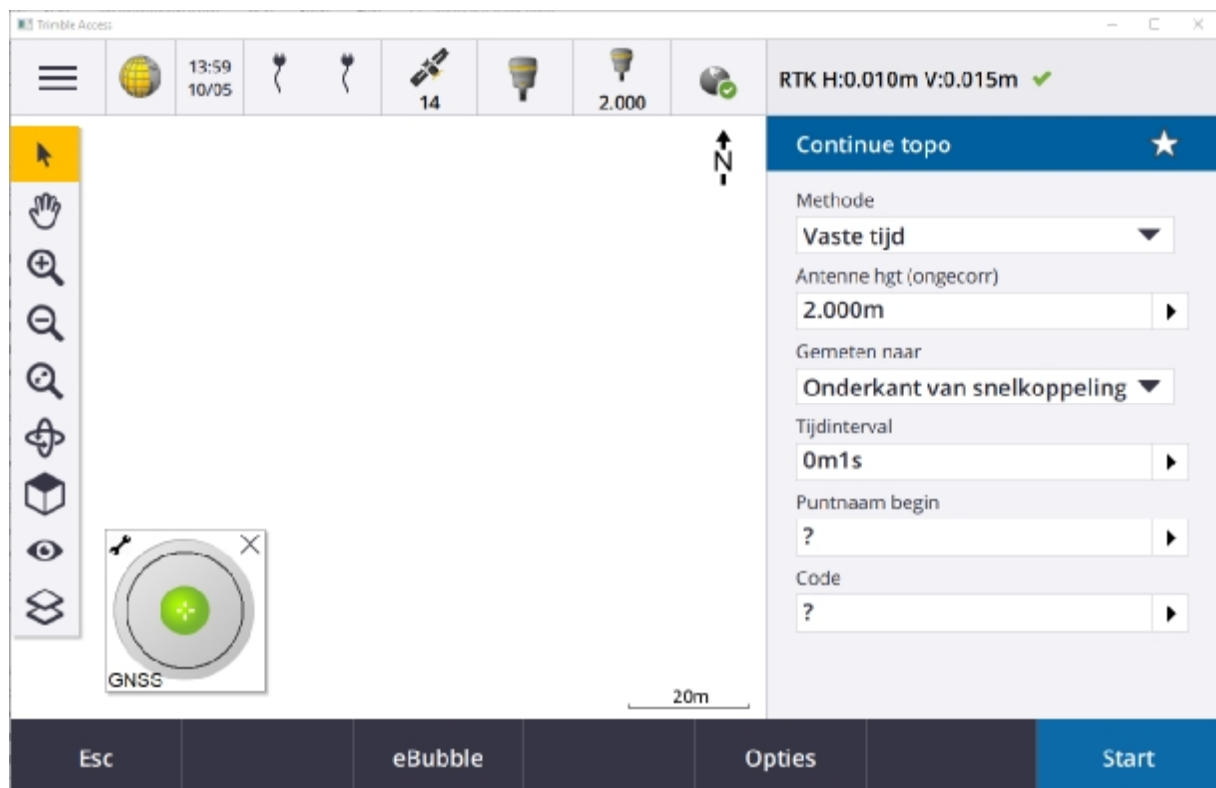 Trimble Access
13:59
10/05
14
2.000
RTK H:0.010m V:0.015m
N
Continue topo
Methode
Vaste tijd
Antenne hgt (ongecorr)
2.000m
Gemeten naar
Onderkant van snelkoppeling
Tijdinterval
0m1s
Puntnaam begin
?
Code
?
GNSS
20m
Esc
eBubble
Opties
Start